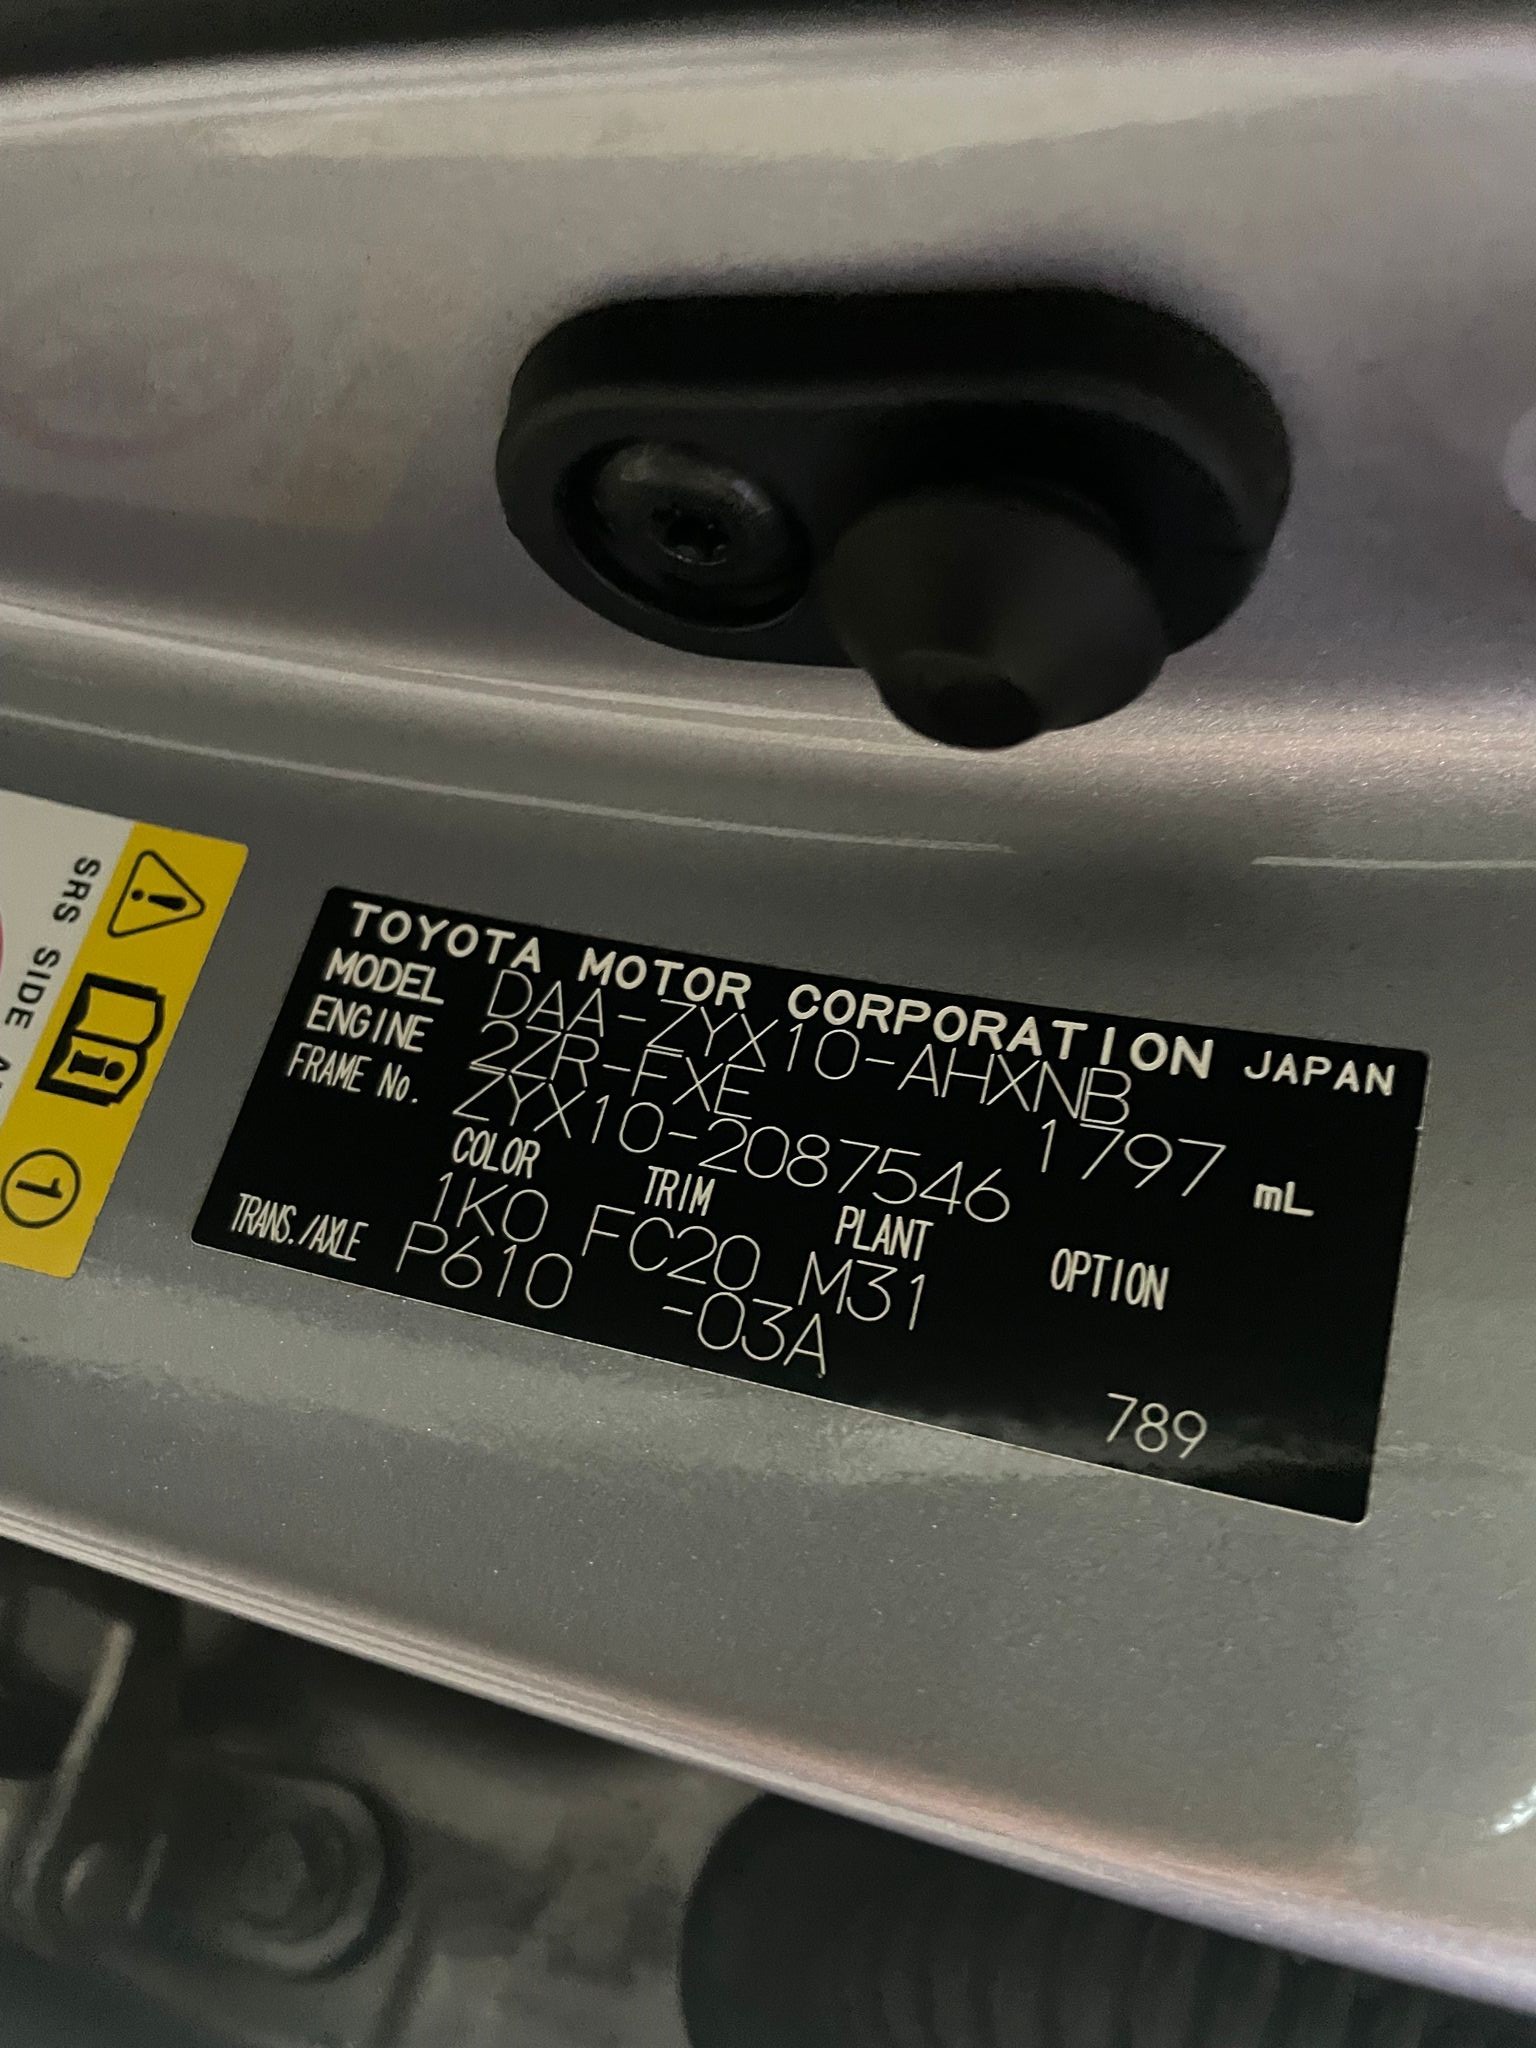 SRS SIDE
1
TOYOTA MOTOR CORPORATION JAPAN
MODEL DAA-ZYX10-AHXNB
ENGINE 2ZR-FXE 1797 mL
FRAME No. ZYX10-2087546
COLOR TRIM PLANT OPTION
1K0 FC20 M31
TRANS./AXLE P610 -03A
789